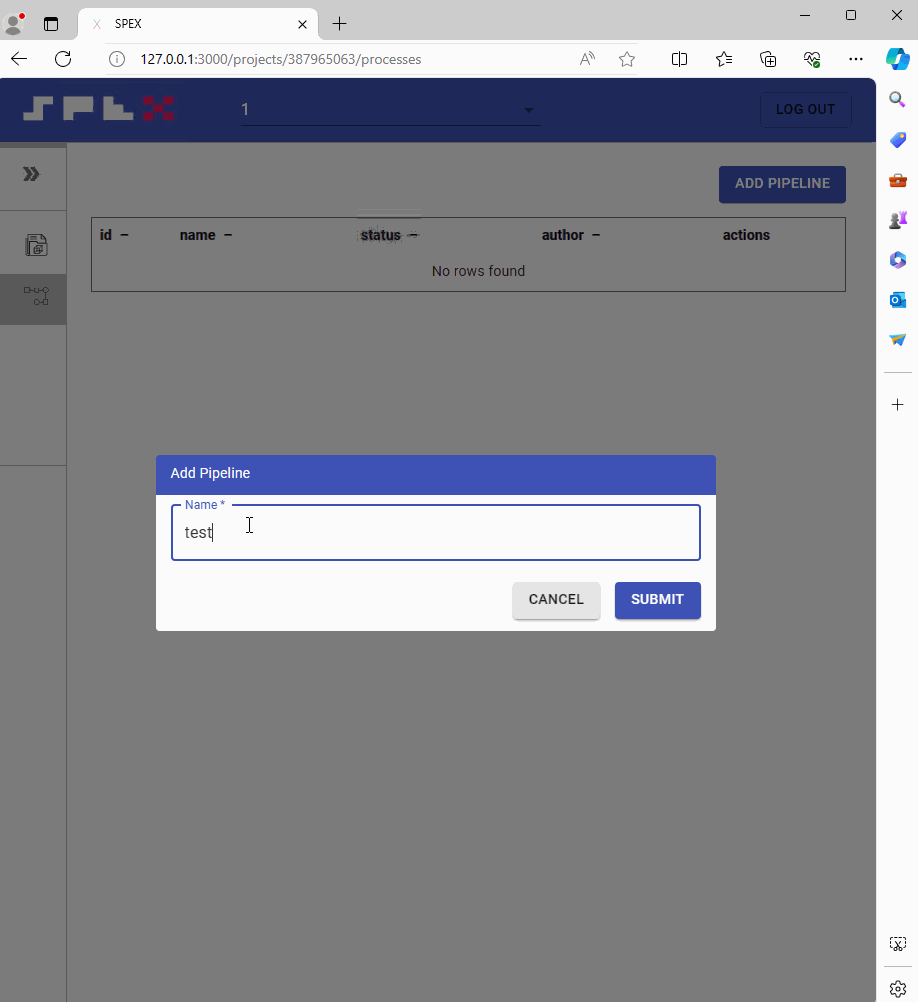 SPEX
127.0.0.1:3000/projects/387965063/processes
SPEX
1
LOG OUT
ADD PIPELINE
id –
name –
status –
author –
actions
No rows found
Add Pipeline
Name *
test
CANCEL
SUBMIT